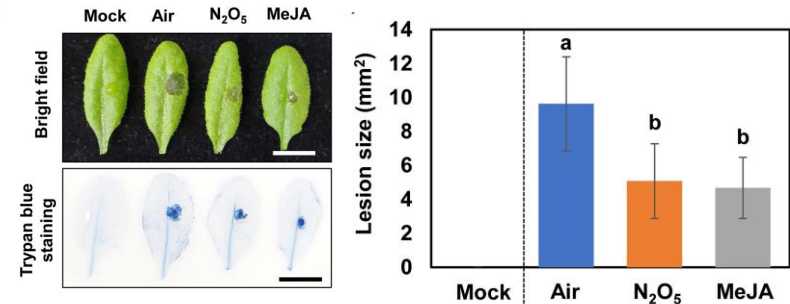 Mock Air N₂O₅ MeJA
Bright field
Trypan blue
staining
Lesion size (mm²)
14
12
10
8
6
4
2
0
a
b
b
Mock Air N₂O₅ MeJA